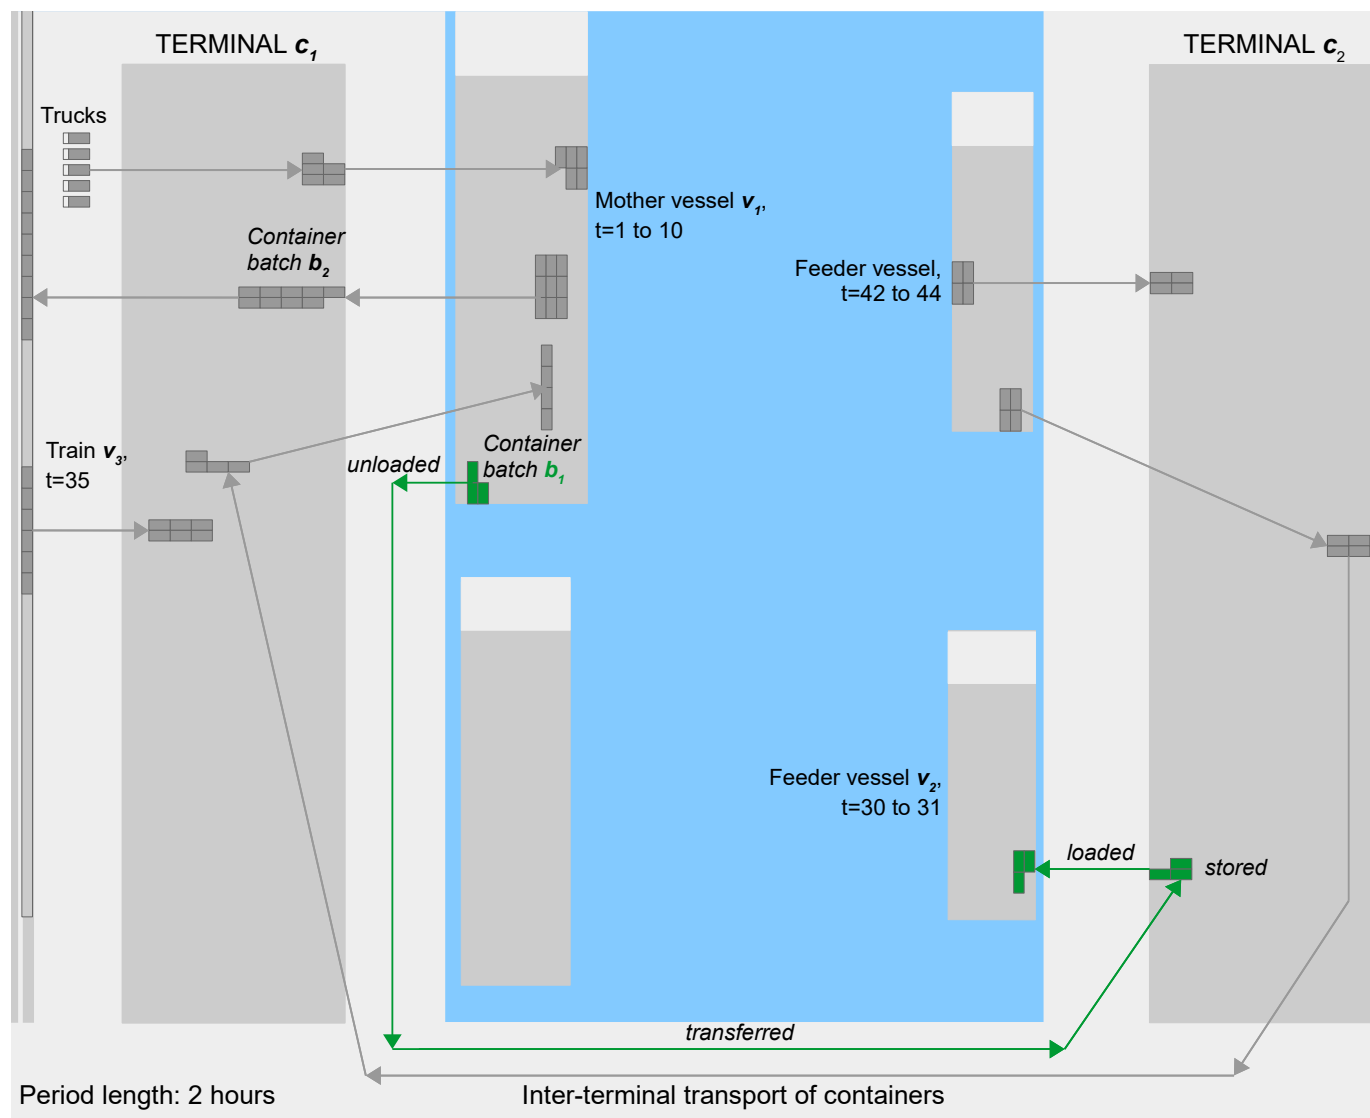 TERMINAL c1
TERMINAL c2
Trucks
Mother vessel v1,
t=1 to 10
Container
batch b2
Feeder vessel,
t=42 to 44
Train v3,
t=35
Container
batch b1
unloaded
Feeder vessel v2,
t=30 to 31
loaded
stored
transferred
Period length: 2 hours
Inter-terminal transport of containers